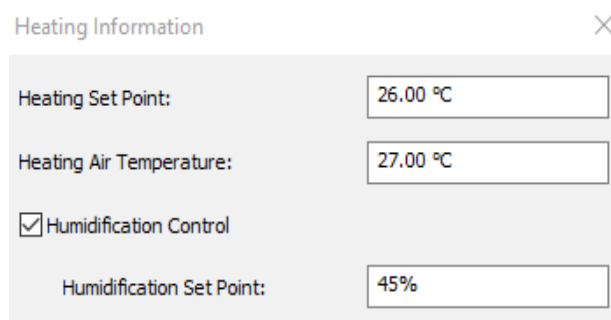 Heating Information
Heating Set Point: 26.00 °C
Heating Air Temperature: 27.00 °C
Humidification Control
Humidification Set Point: 45%